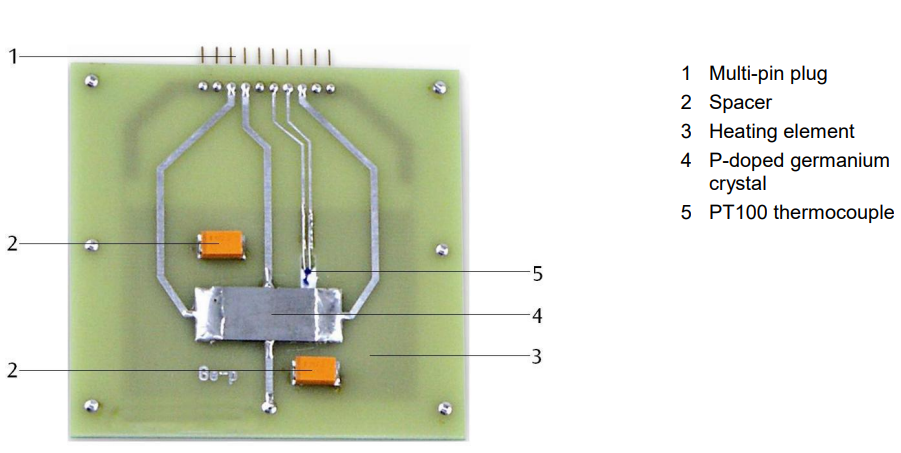 1
1 Multi-pin plug
2 Spacer
3 Heating element
4 P-doped germanium
crystal
5 PT100 thermocouple
2
5
4
3
2
Ge-p